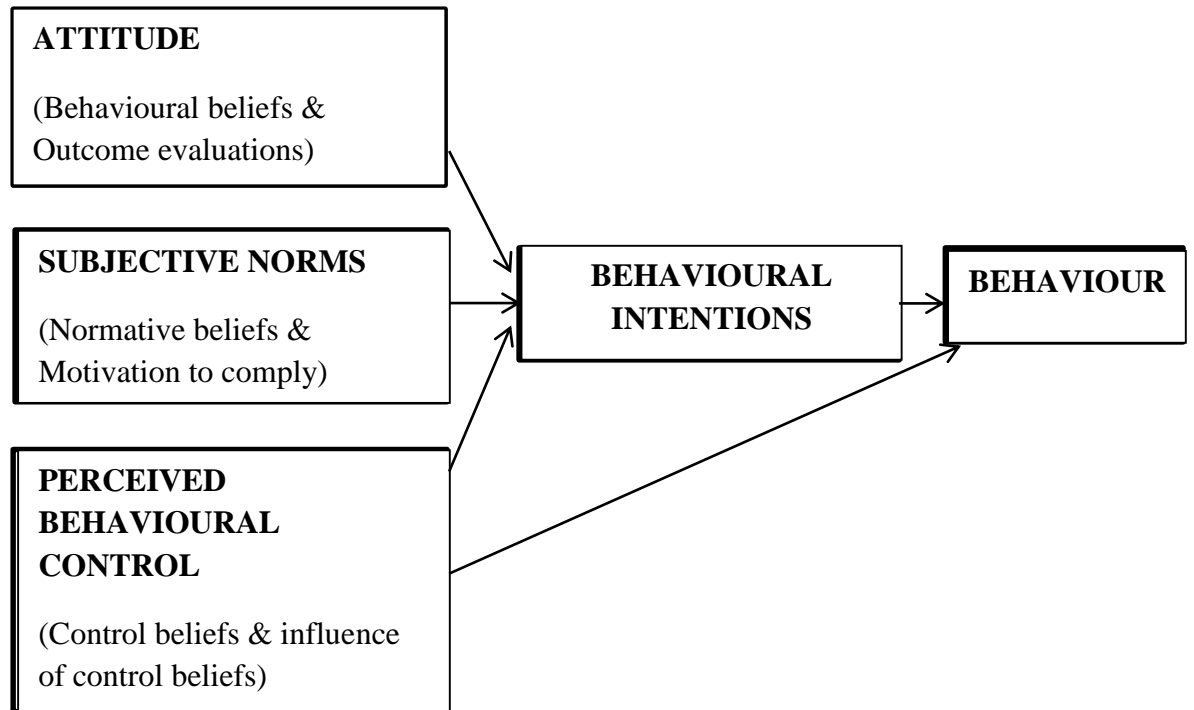 ATTITUDE
(Behavioural beliefs &
Outcome evaluations)
SUBJECTIVE NORMS
(Normative beliefs &
Motivation to comply)
PERCEIVED
BEHAVIOURAL
CONTROL
(Control beliefs & influence
of control beliefs)
BEHAVIOURAL
INTENTIONS
BEHAVIOUR